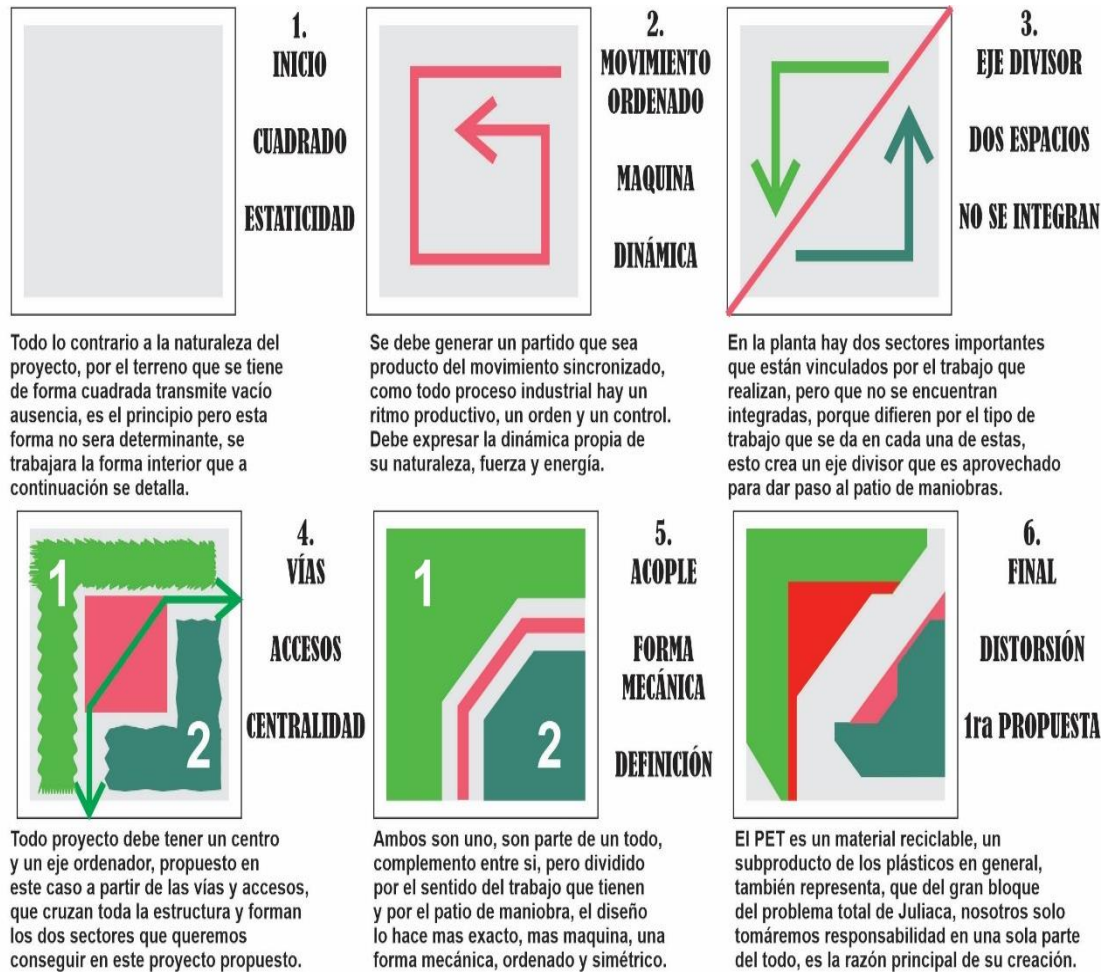 1.
INICIO
CUADRADO
ESTATICIDAD
Todo lo contrario a la naturaleza del
proyecto, por el terreno que se tiene
de forma cuadrada transmite vacío
ausencia, es el principio pero esta
forma no sera determinante, se
trabajara la forma interior que a
continuación se detalla.
2.
MOVIMIENTO
ORDENADO
MAQUINA
DINÁMICA
Se debe generar un partido que sea
producto del movimiento sincronizado,
como todo proceso industrial hay un
ritmo productivo, un orden y un control.
Debe expresar la dinámica propia de
su naturaleza, fuerza y energía.
3.
EJE DIVISOR
DOS ESPACIOS
NO SE INTEGRAN
En la planta hay dos sectores importantes
que están vinculados por el trabajo que
realizan, pero que no se encuentran
integradas, porque difieren por el tipo de
trabajo que se da en cada una de estas,
esto crea un eje divisor que es aprovechado
para dar paso al patio de maniobras.
1
2
4.
VÍAS
ACCESOS
CENTRALIDAD
Todo proyecto debe tener un centro
y un eje ordenador, propuesto en
este caso a partir de las vías y accesos,
que cruzan toda la estructura y forman
los dos sectores que queremos
conseguir en este proyecto propuesto.
1
2
5.
ACOPLE
FORMA
MECÁNICA
DEFINICIÓN
Ambos son uno, son parte de un todo,
complemento entre si, pero dividido
por el sentido del trabajo que tienen
y por el patio de maniobra, el diseño
lo hace mas exacto, mas maquina, una
forma mecánica, ordenado y simétrico.
6.
FINAL
DISTORSIÓN
1ra PROPUESTA
El PET es un material reciclable, un
subproducto de los plásticos en general,
también representa, que del gran bloque
del problema total de Juliaca, nosotros solo
tomáremos responsabilidad en una sola parte
del todo, es la razón principal de su creación.